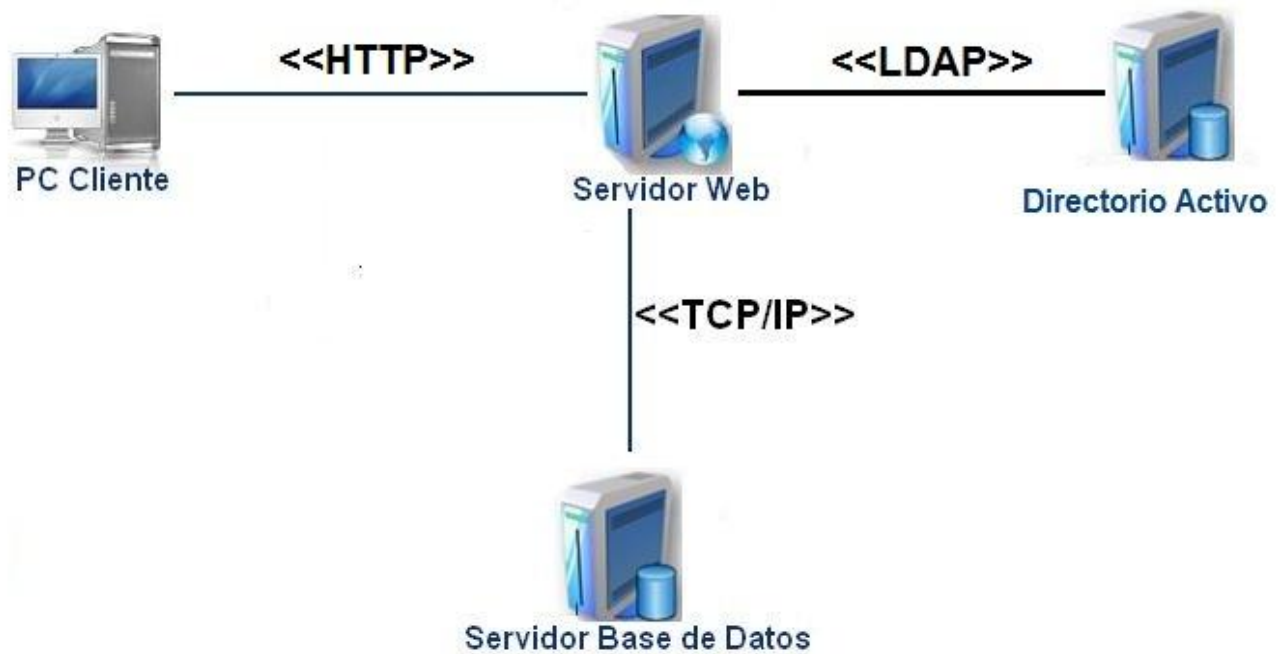 <<HTTP>>
<<LDAP>>
PC Cliente
Servidor Web
Directorio Activo
<<TCP/IP>>
Servidor Base de Datos